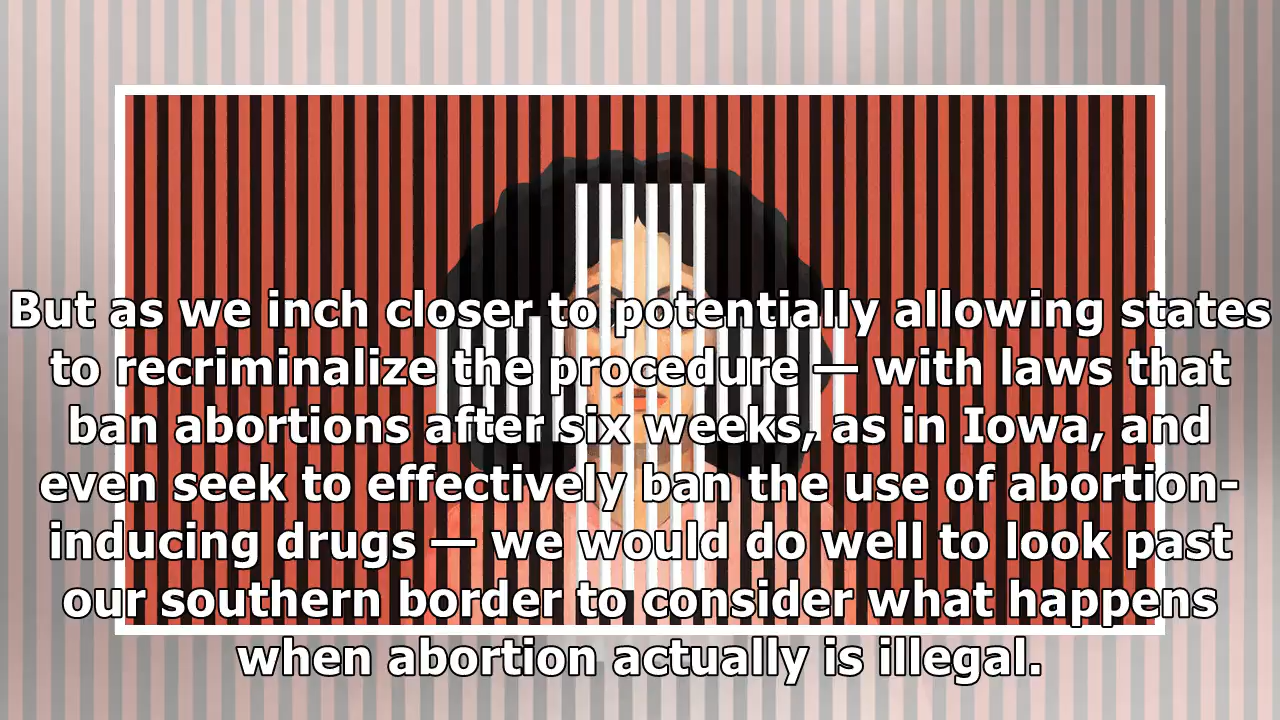 But as we inch closer to potentially allowing states
to recriminalize the procedure — with laws that
ban abortions after six weeks, as in Iowa, and
even seek to effectively ban the use of abortion-
inducing drugs — we would do well to look past
our southern border to consider what happens
when abortion actually is illegal.